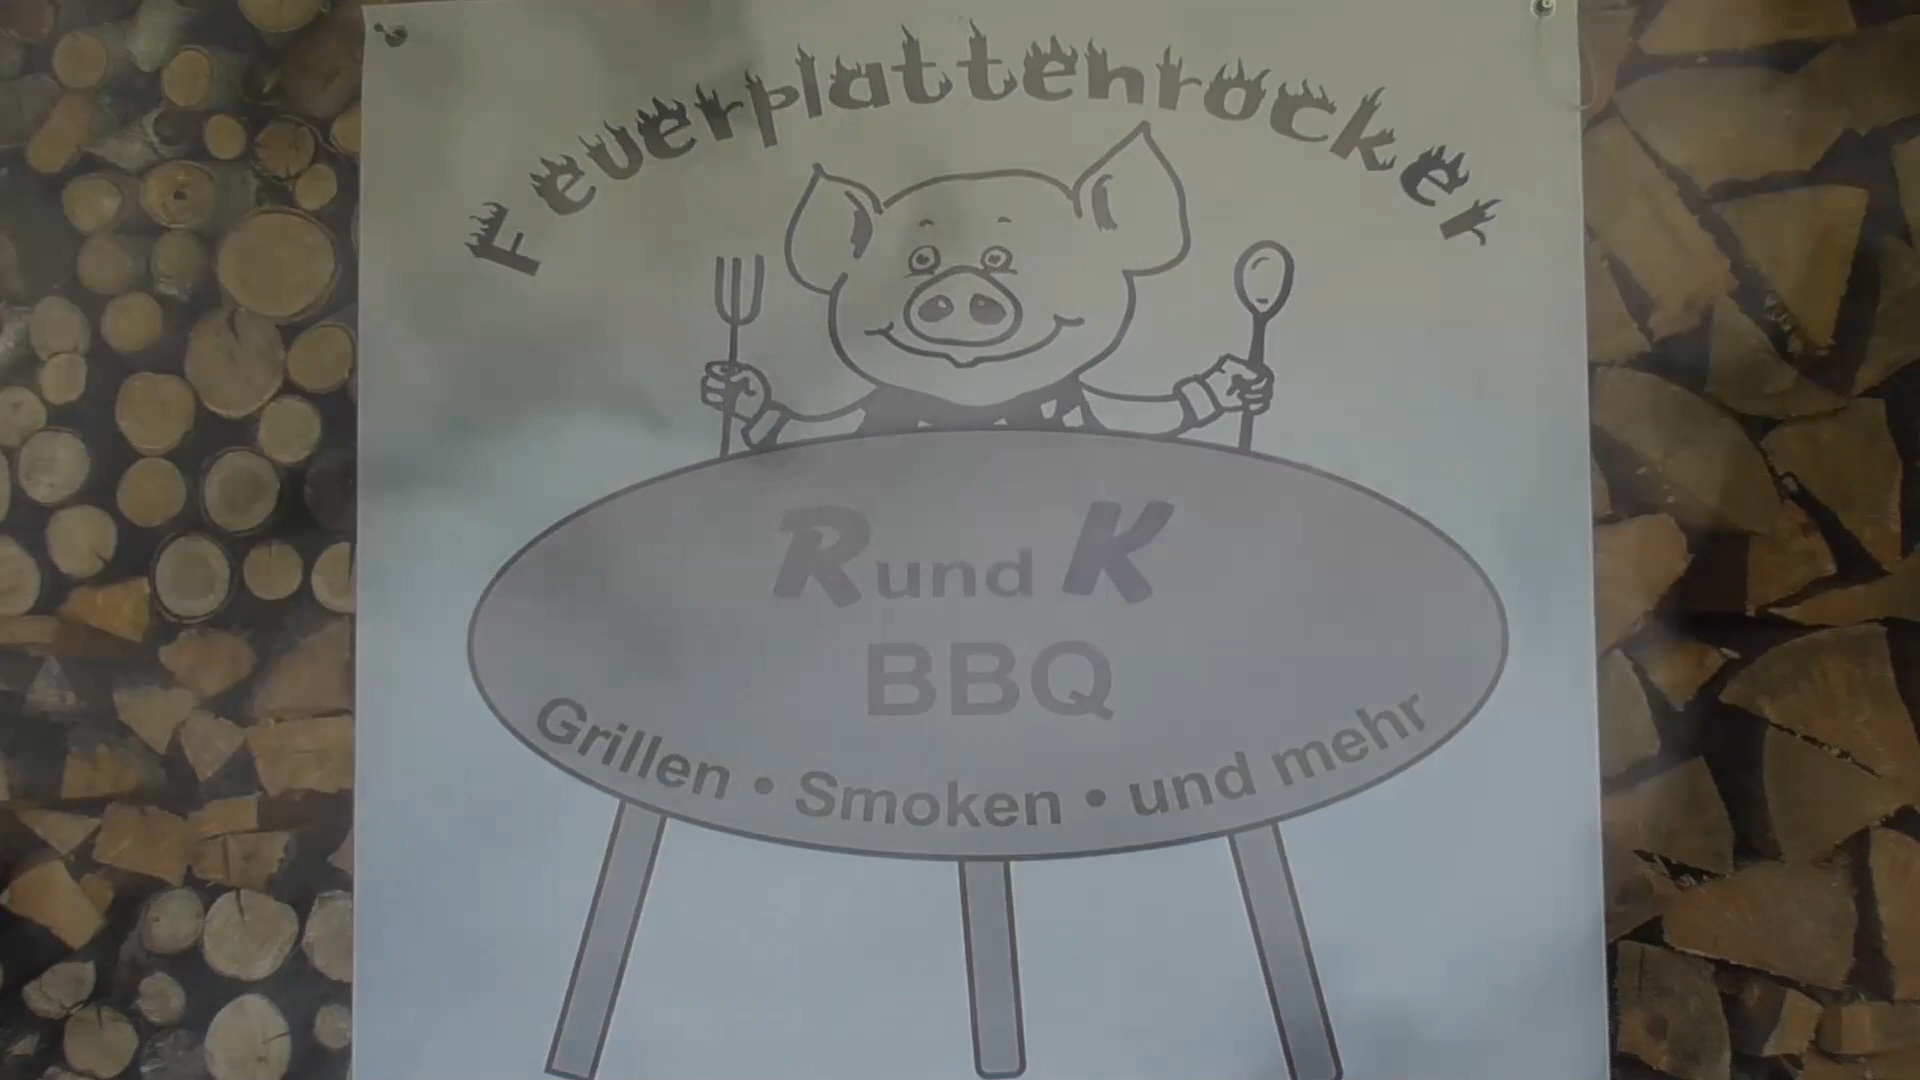 Feuerplattenrocker
R und K
BBQ
Grillen • Smoken • und mehr